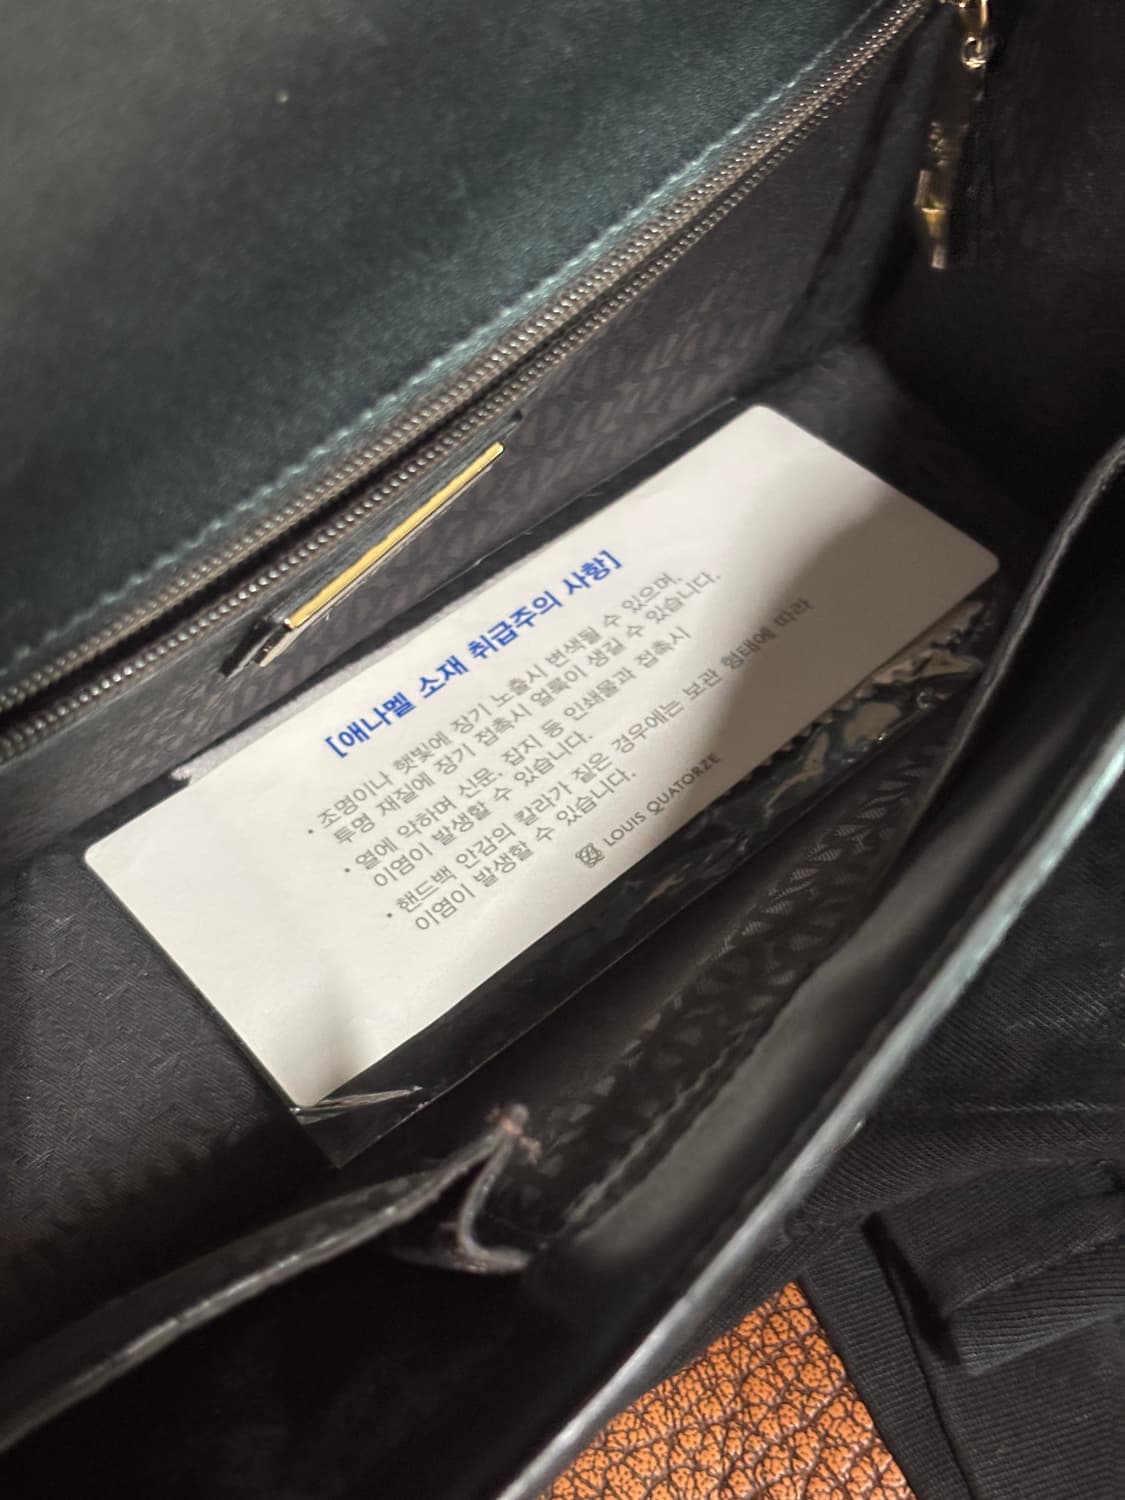 [애나멜 소재 취급주의 사항]
· 조명이나 햇빛에 장기 노출시 변색될 수 있으며,
투명 재질에 장기 접촉시 얼룩이 생길 수 있습니다.
· 열에 약하며 신문, 잡지 등 인쇄물과 접촉시
이염이 발생할 수 있습니다.
· 핸드백 안감의 칼라가 짙은 경우에는 보관 형태에 따라
이염이 발생할 수 있습니다.
LOUIS QUATORZE